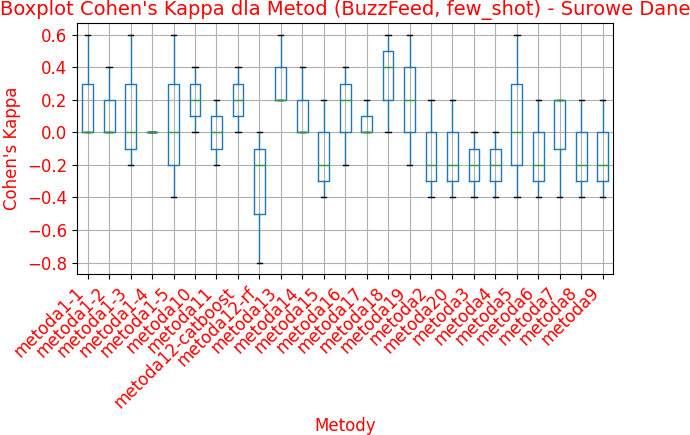 Boxplot Cohen's Kappa dla Metod (BuzzFeed, few_shot) - Surowe Dane
Cohen's Kappa
0.6
0.4
0.2
0.0
−0.2
−0.4
−0.6
−0.8
metoda1-1
metoda1-2
metoda1-3
metoda1-4
metoda1-5
metoda10
metoda11
metoda12-catboost
metoda12-rf
metoda13
metoda14
metoda15
metoda16
metoda17
metoda18
metoda19
metoda2
metoda20
metoda3
metoda4
metoda5
metoda6
metoda7
metoda8
metoda9
Metody